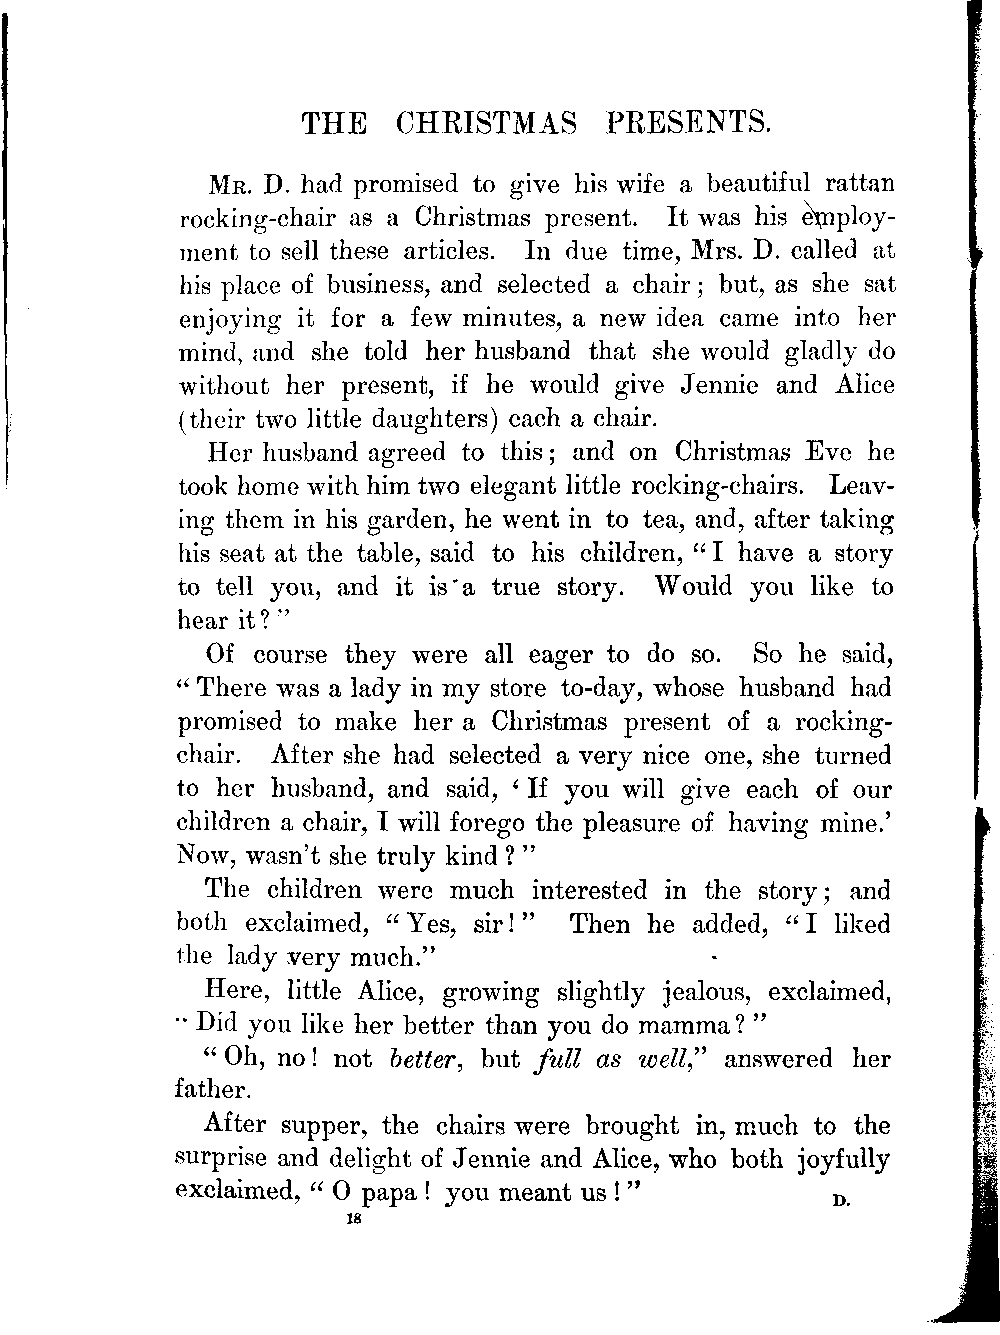 THE CHRISTMAS PRESENTS.
MR. D. had promised to give his wife a beautiful rattan
rocking-chair as a Christmas present. It was his employ-
ment to sell these articles. In due time, Mrs. D. called at
his place of business, and selected a chair; but, as she sat
enjoying it for a few minutes, a new idea came into her
mind, and she told her husband that she would gladly do
without her present, if he would give Jennie and Alice
(their two little daughters) each a chair.
Her husband agreed to this; and on Christmas Eve he
took home with him two elegant little rocking-chairs. Leav-
ing them in his garden, he went in to tea, and, after taking
his seat at the table, said to his children, “I have a story
to tell you, and it is a true story. Would you like to
hear it?”
Of course they were all eager to do so. So he said,
“There was a lady in my store to-day, whose husband had
promised to make her a Christmas present of a rocking-
chair. After she had selected a very nice one, she turned
to her husband, and said, ‘If you will give each of our
children a chair, I will forego the pleasure of having mine.’
Now, wasn’t she truly kind?”
The children were much interested in the story; and
both exclaimed, “Yes, sir!” Then he added, “I liked
the lady very much.”
Here, little Alice, growing slightly jealous, exclaimed,
“Did you like her better than you do mamma?”
“Oh, no! not better, but full as well,” answered her
father.
After supper, the chairs were brought in, much to the
surprise and delight of Jennie and Alice, who both joyfully
exclaimed, “O papa! you meant us!” D.
18